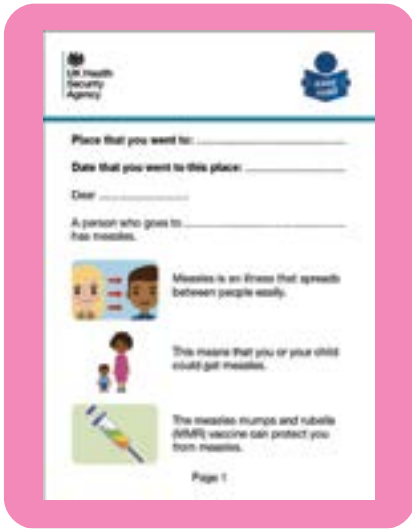 UK Health
Security
Agency
easy
read
Place that you went to: ........................................
Date that you went to this place: ...........................
Dear ........................
A person who goes to ...........................................
has measles.
Measles is an illness that spreads
between people easily.
This means that you or your child
could get measles.
The measles mumps and rubella
(MMR) vaccine can protect you
from measles.
Page 1